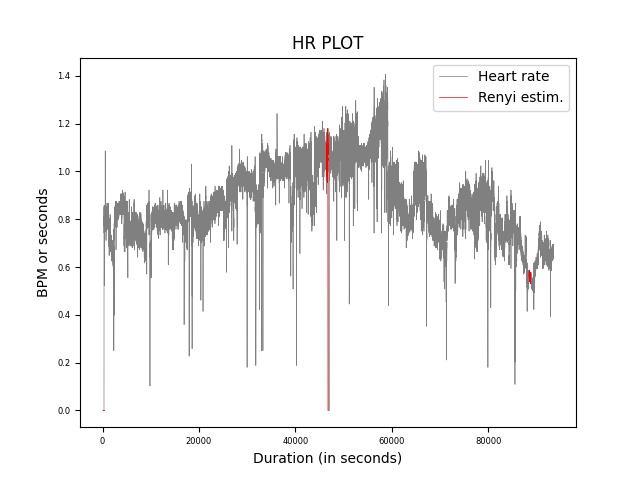 HR PLOT
Heart rate
Renyi estim.
BPM or seconds
1.4
1.2
1.0
0.8
0.6
0.4
0.2
0.0
0 20000 40000 60000 80000
Duration (in seconds)